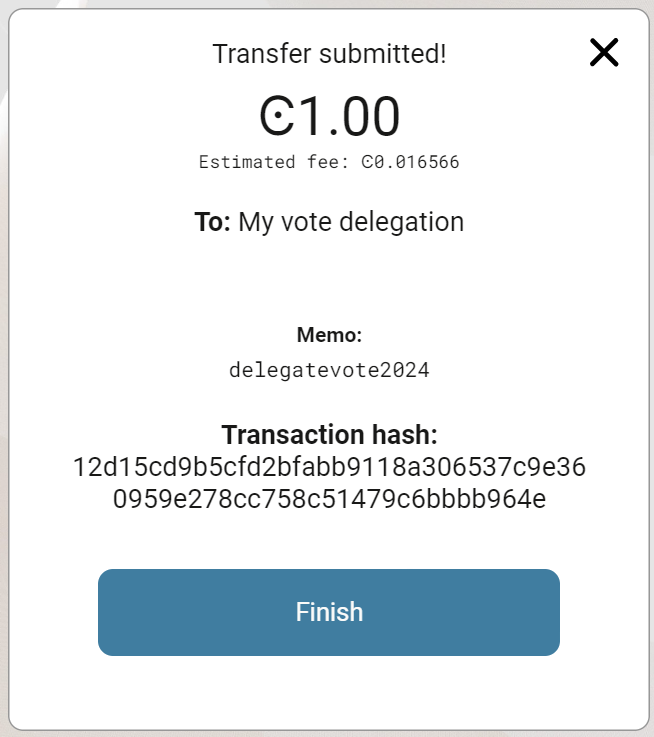 Transfer submitted!
Ͼ1.00
Estimated fee: Ͼ0.016566
To: My vote delegation
Memo:
delegatevote2024
Transaction hash:
12d15cd9b5cfd2bfabb9118a306537c9e36
0959e278cc758c51479c6bbbb964e
Finish